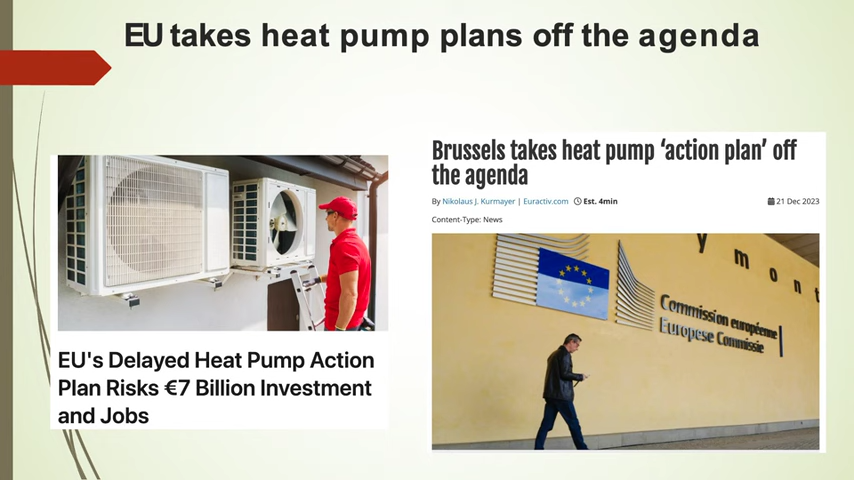 EU takes heat pump plans off the agenda
EU's Delayed Heat Pump Action
Plan Risks €7 Billion Investment
and Jobs
Brussels takes heat pump ‘action plan’ off
the agenda
By Nikolaus J. Kurmayer | Euractiv.com Est. 4min 21 Dec 2023
Content-Type: News
y m o n t
Commission européenne
Europese Commissie